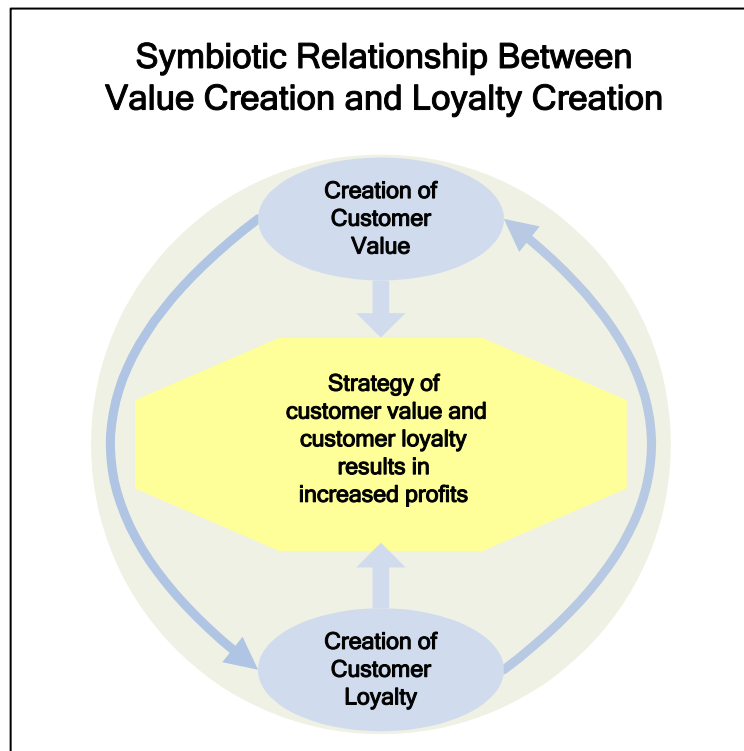 Symbiotic Relationship Between
Value Creation and Loyalty Creation
Creation of
Customer
Value
Strategy of
customer value and
customer loyalty
results in
increased profits
Creation of
Customer
Loyalty